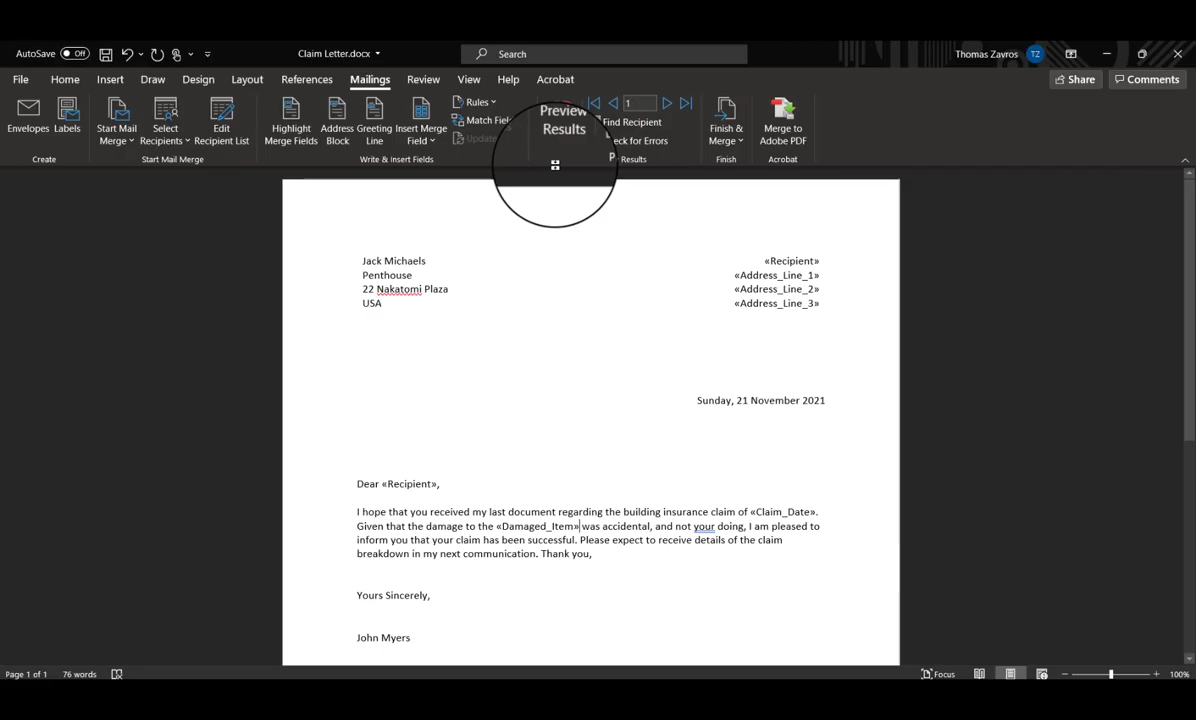 AutoSave Off Claim Letter.docx Search Thomas Zavros TZ
File Home Insert Draw Design Layout References Mailings Review View Help Acrobat Share Comments
Envelopes Labels
Create
Start Mail Merge Select Recipients Edit Recipient List
Start Mail Merge
Highlight Merge Fields Address Block Greeting Line Insert Merge Field
Rules
Match Fiel
Update
Write & Insert Fields
Preview Results
1
Find Recipient
eck for Errors
P Results
Finish & Merge
Finish
Merge to Adobe PDF
Acrobat
Jack Michaels
Penthouse
22 Nakatomi Plaza
USA
«Recipient»
«Address_Line_1»
«Address_Line_2»
«Address_Line_3»
Sunday, 21 November 2021
Dear «Recipient»,
I hope that you received my last document regarding the building insurance claim of «Claim_Date».
Given that the damage to the «Damaged_Item» was accidental, and not your doing, I am pleased to
inform you that your claim has been successful. Please expect to receive details of the claim
breakdown in my next communication. Thank you,
Yours Sincerely,
John Myers
Page 1 of 1 76 words Focus 100%